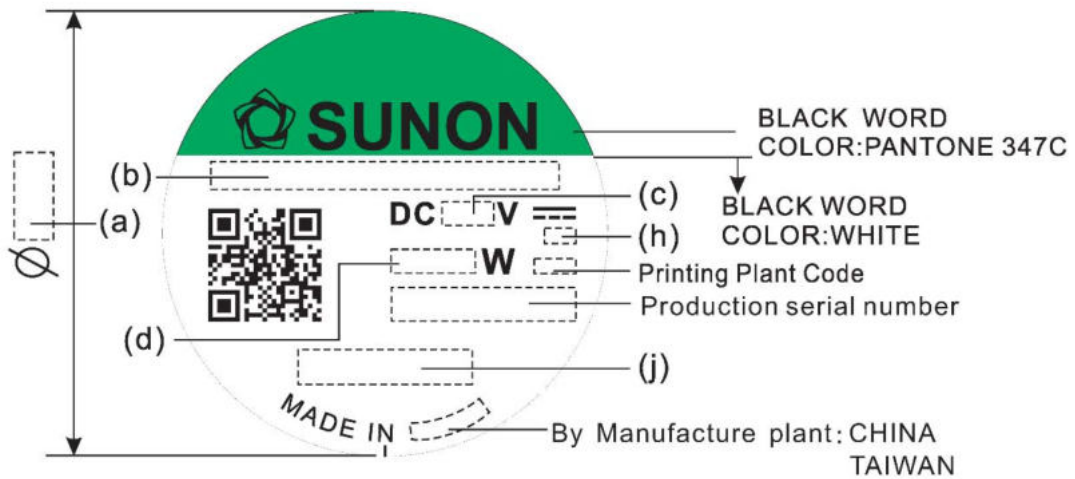 SUNON
BLACK WORD
COLOR:PANTONE 347C
(b)
(c)
DC V
BLACK WORD
COLOR:WHITE
(a)
(h)
Ø
W
Printing Plant Code
Production serial number
(d)
(j)
MADE IN
By Manufacture plant: CHINA
TAIWAN